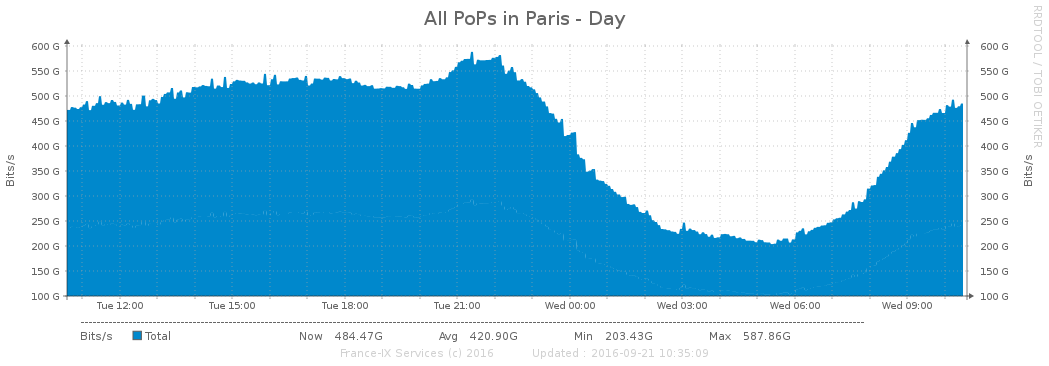 All PoPs in Paris - Day
RRDTOOL / TOBI OETIKER
600 G 600 G
550 G 550 G
500 G 500 G
450 G 450 G
400 G 400 G
350 G 350 G
300 G 300 G
250 G 250 G
200 G 200 G
150 G 150 G
100 G 100 G
Bits/s
Bits/s
Tue 12:00 Tue 15:00 Tue 18:00 Tue 21:00 Wed 00:00 Wed 03:00 Wed 06:00 Wed 09:00
Bits/s Total Now 484.47G Avg 420.90G Min 203.43G Max 587.86G
France-IX Services (c) 2016 Updated : 2016-09-21 10:35:09